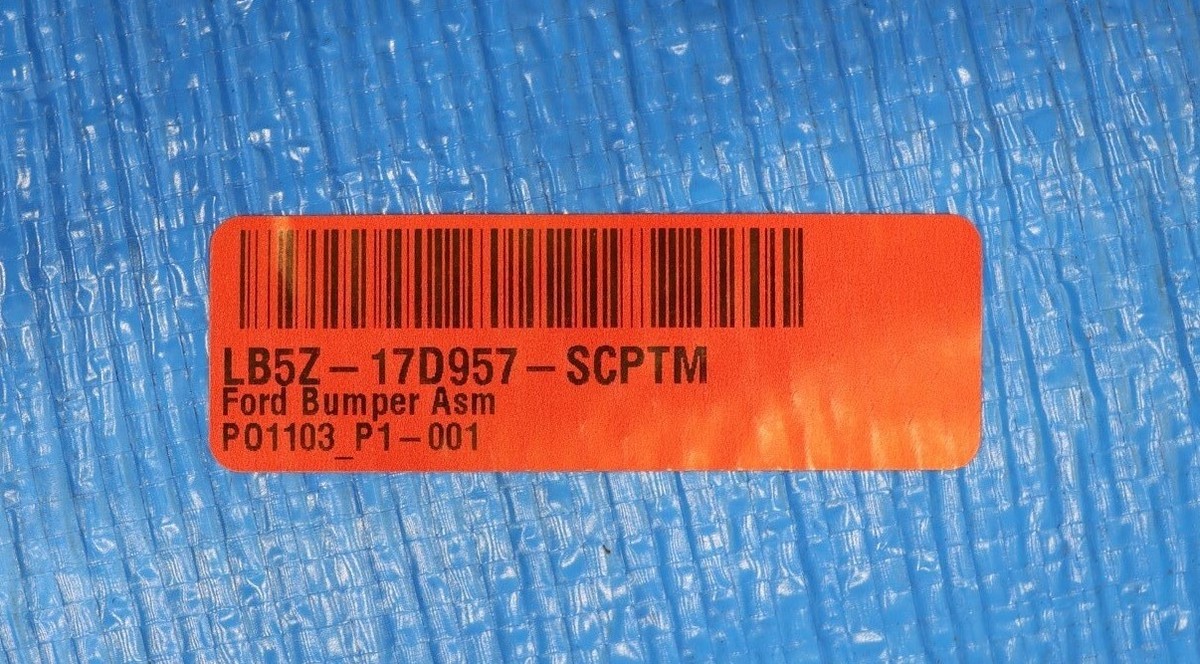 LB5Z-17D957-SCPTM
Ford Bumper Asm
PO1103_P1-001